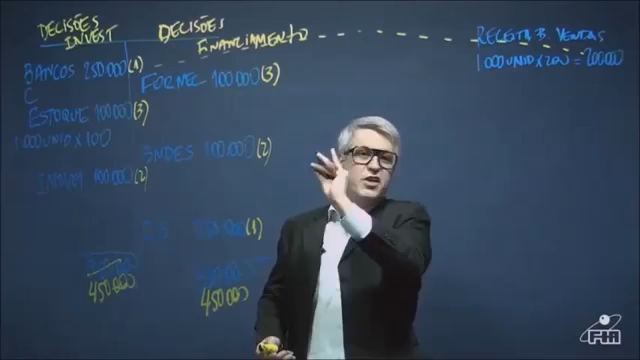 DECISÕES
INVEST
BANCOS 250.000 (1)
C
ESTOQUE 100.000 (3)
1.000 UNID X 100
100.000 (2)
450.000
DECISÕES
FINANCIAMENTO
FORNEC 100.000 (3)
BNDES 100.000 (2)
(1)
450.000
RECEITA B. VENTAS
1.000 UNID X 200 = 200.000
FIA